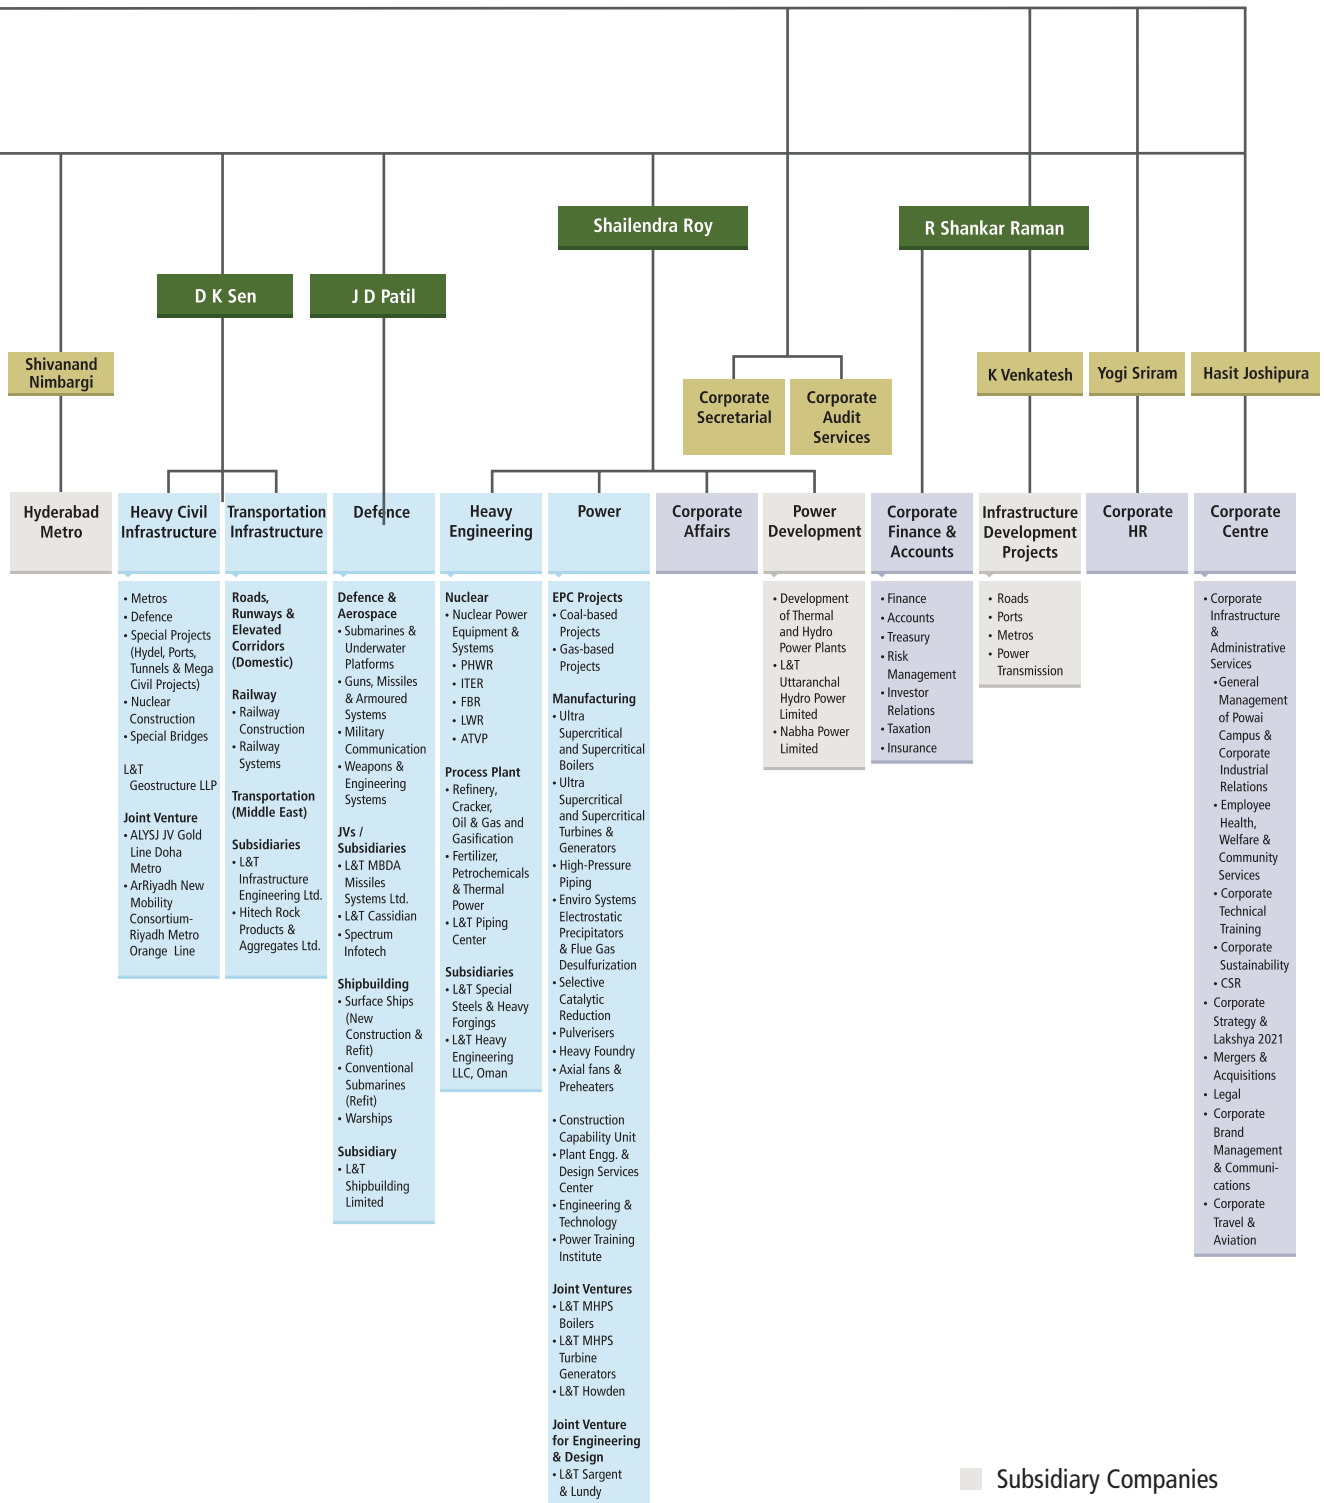 Shailendra Roy
R Shankar Raman
D K Sen
J D Patil
Shivanand
Nimbargi
K Venkatesh
Yogi Sriram
Hasit Joshipura
Corporate
Secretarial
Corporate
Audit
Services
Hyderabad
Metro
Heavy Civil
Infrastructure
• Metros
• Defence
• Special Projects
(Hydel, Ports,
Tunnels & Mega
Civil Projects)
• Nuclear
Construction
• Special Bridges
L&T
Geostructure LLP
Joint Venture
• ALYSJ JV Gold
Line Doha
Metro
• ArRiyadh New
Mobility
Consortium-
Riyadh Metro
Orange Line
Transportation
Infrastructure
Roads,
Runways &
Elevated
Corridors
(Domestic)
Railway
• Railway
Construction
• Railway
Systems
Transportation
(Middle East)
Subsidiaries
• L&T
Infrastructure
Engineering Ltd.
• Hitech Rock
Products &
Aggregates Ltd.
Defence
Defence &
Aerospace
• Submarines &
Underwater
Platforms
• Guns, Missiles
& Armoured
Systems
• Military
Communication
• Weapons &
Engineering
Systems
JVs /
Subsidiaries
• L&T MBDA
Missiles
Systems Ltd.
• L&T Cassidian
• Spectrum
Infotech
Shipbuilding
• Surface Ships
(New
Construction &
Refit)
• Conventional
Submarines
(Refit)
• Warships
Subsidiary
• L&T
Shipbuilding
Limited
Heavy
Engineering
Nuclear
• Nuclear Power
Equipment &
Systems
• PHWR
• ITER
• FBR
• LWR
• ATVP
Process Plant
• Refinery,
Cracker,
Oil & Gas and
Gasification
• Fertilizer,
Petrochemicals
& Thermal
Power
• L&T Piping
Center
Subsidiaries
• L&T Special
Steels & Heavy
Forgings
• L&T Heavy
Engineering
LLC, Oman
Power
EPC Projects
• Coal-based
Projects
• Gas-based
Projects
Manufacturing
• Ultra
Supercritical
and Supercritical
Boilers
• Ultra
Supercritical
and Supercritical
Turbines &
Generators
• High-Pressure
Piping
• Enviro Systems
Electrostatic
Precipitators
& Flue Gas
Desulfurization
• Selective
Catalytic
Reduction
• Pulverisers
• Heavy Foundry
• Axial fans &
Preheaters
• Construction
Capability Unit
• Plant Engg. &
Design Services
Center
• Engineering &
Technology
• Power Training
Institute
Joint Ventures
• L&T MHPS
Boilers
• L&T MHPS
Turbine
Generators
• L&T Howden
Joint Venture
for Engineering
& Design
• L&T Sargent
& Lundy
Corporate
Affairs
Power
Development
• Development
of Thermal
and Hydro
Power Plants
• L&T
Uttaranchal
Hydro Power
Limited
• Nabha Power
Limited
Corporate
Finance &
Accounts
• Finance
• Accounts
• Treasury
• Risk
Management
• Investor
Relations
• Taxation
• Insurance
Infrastructure
Development
Projects
• Roads
• Ports
• Metros
• Power
Transmission
Corporate
HR
Corporate
Centre
• Corporate
Infrastructure
&
Administrative
Services
• General
Management
of Powai
Campus &
Corporate
Industrial
Relations
• Employee
Health,
Welfare &
Community
Services
• Corporate
Technical
Training
• Corporate
Sustainability
• CSR
• Corporate
Strategy &
Lakshya 2021
• Mergers &
Acquisitions
• Legal
• Corporate
Brand
Management
& Communi-
cations
• Corporate
Travel &
Aviation
Subsidiary Companies